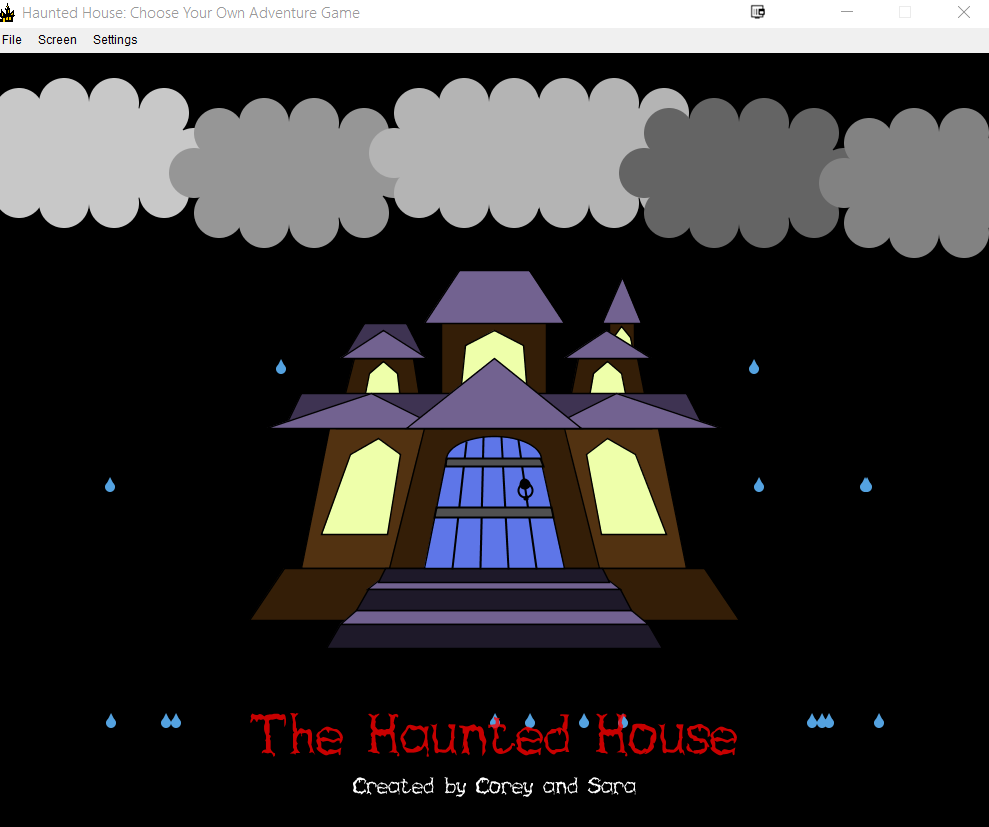 Haunted House: Choose Your Own Adventure Game
File Screen Settings
The Haunted House
Created by Corey and Sara